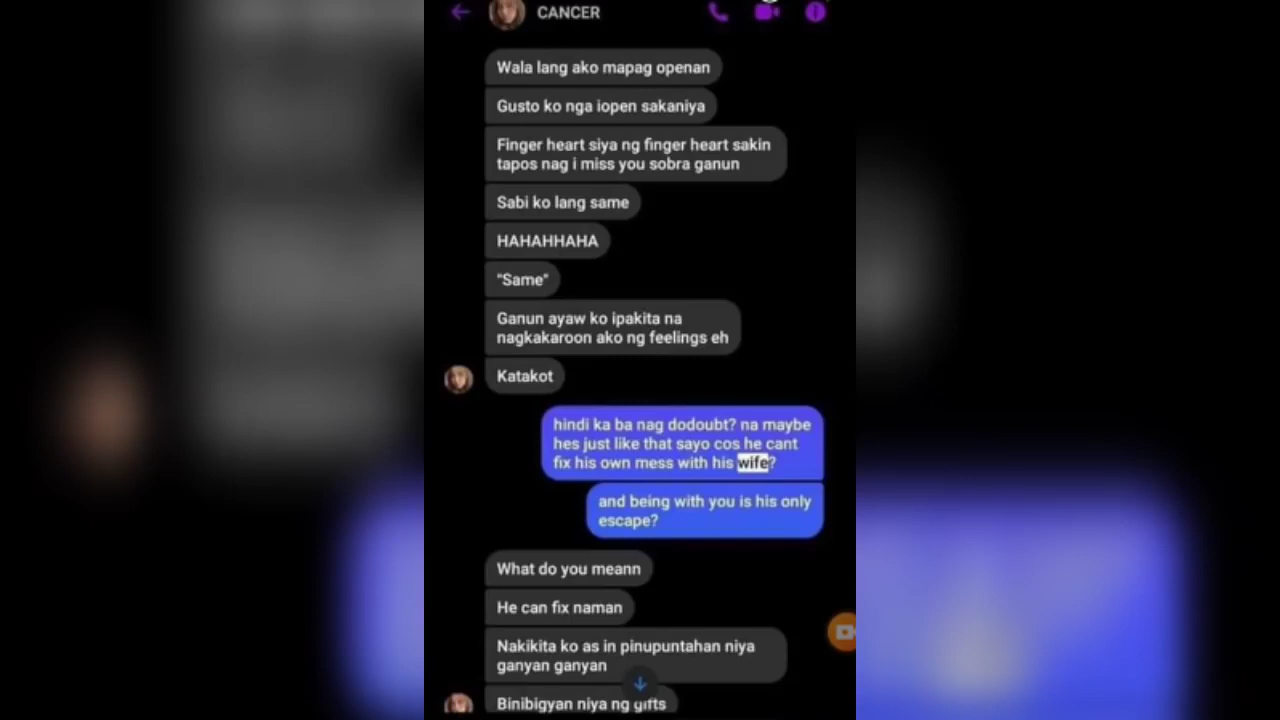 CANCER
Wala lang ako mapag openan
Gusto ko nga iopen sakaniya
Finger heart siya ng finger heart sakin
tapos nag i miss you sobra ganun
Sabi ko lang same
HAHAHHAHA
"Same"
Ganun ayaw ko ipakita na
nagkakaroon ako ng feelings eh
Katakot
hindi ka ba nag dodoubt? na maybe
hes just like that sayo cos he cant
fix his own mess with his wife?
and being with you is his only
escape?
What do you meann
He can fix naman
Nakikita ko as in pinupuntahan niya
ganyan ganyan
Binibigyan niya ng gifts